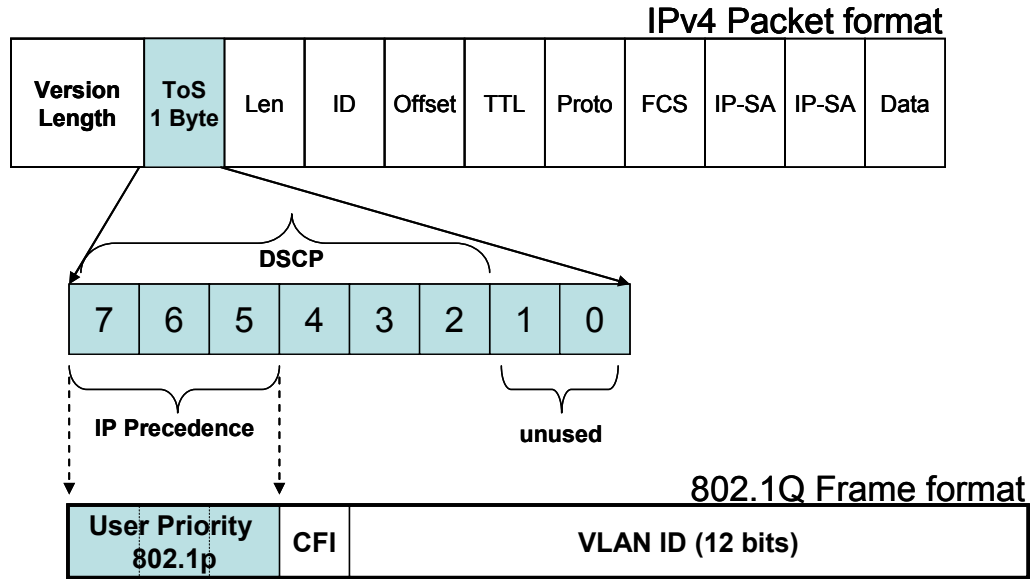 IPv4 Packet format
Version Length
ToS 1 Byte
Len
ID
Offset
TTL
Proto
FCS
IP-SA
IP-SA
Data
DSCP
7 6 5 4 3 2 1 0
IP Precedence
unused
802.1Q Frame format
User Priority
802.1p
CFI
VLAN ID (12 bits)